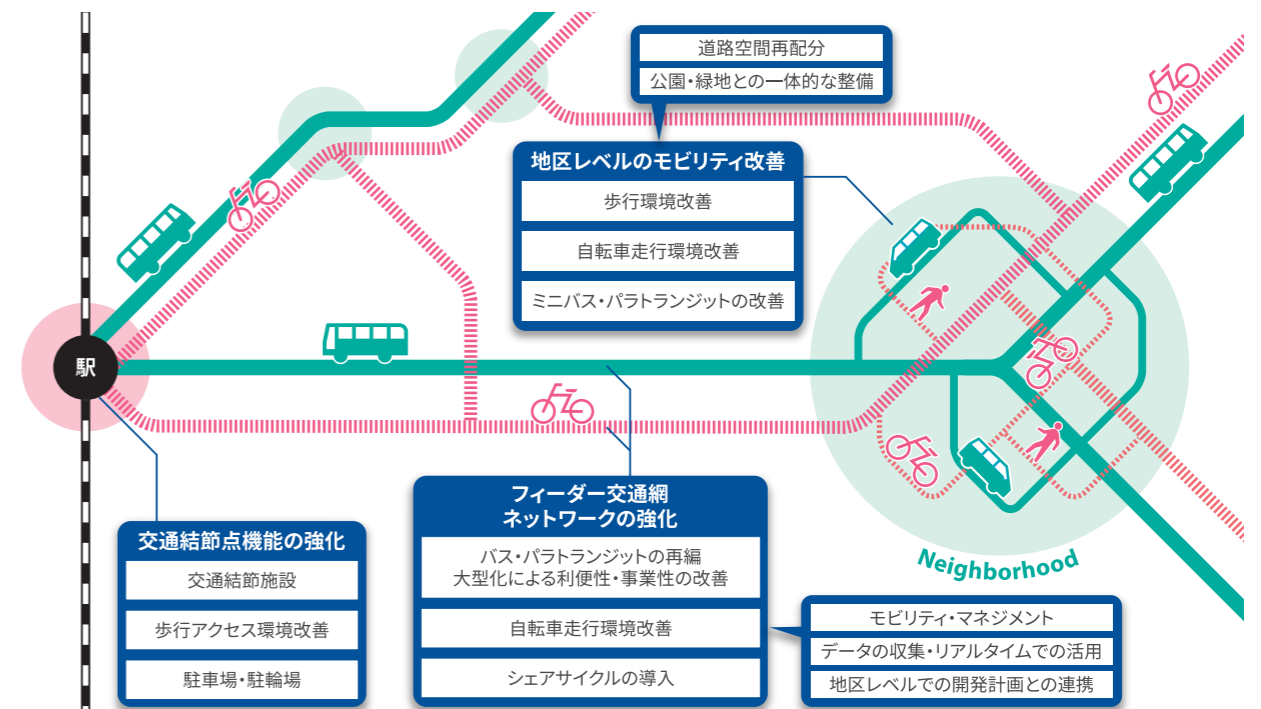 道路空間再配分
公園・緑地との一体的な整備
地区レベルのモビリティ改善
歩行環境改善
自転車走行環境改善
ミニバス・パラトランジットの改善
駅
フィーダー交通網
ネットワークの強化
バス・パラトランジットの再編
大型化による利便性・事業性の改善
自転車走行環境改善
シェアサイクルの導入
交通結節点機能の強化
交通結節施設
歩行アクセス環境改善
駐車場・駐輪場
Neighborhood
モビリティ・マネジメント
データの収集・リアルタイムでの活用
地区レベルでの開発計画との連携